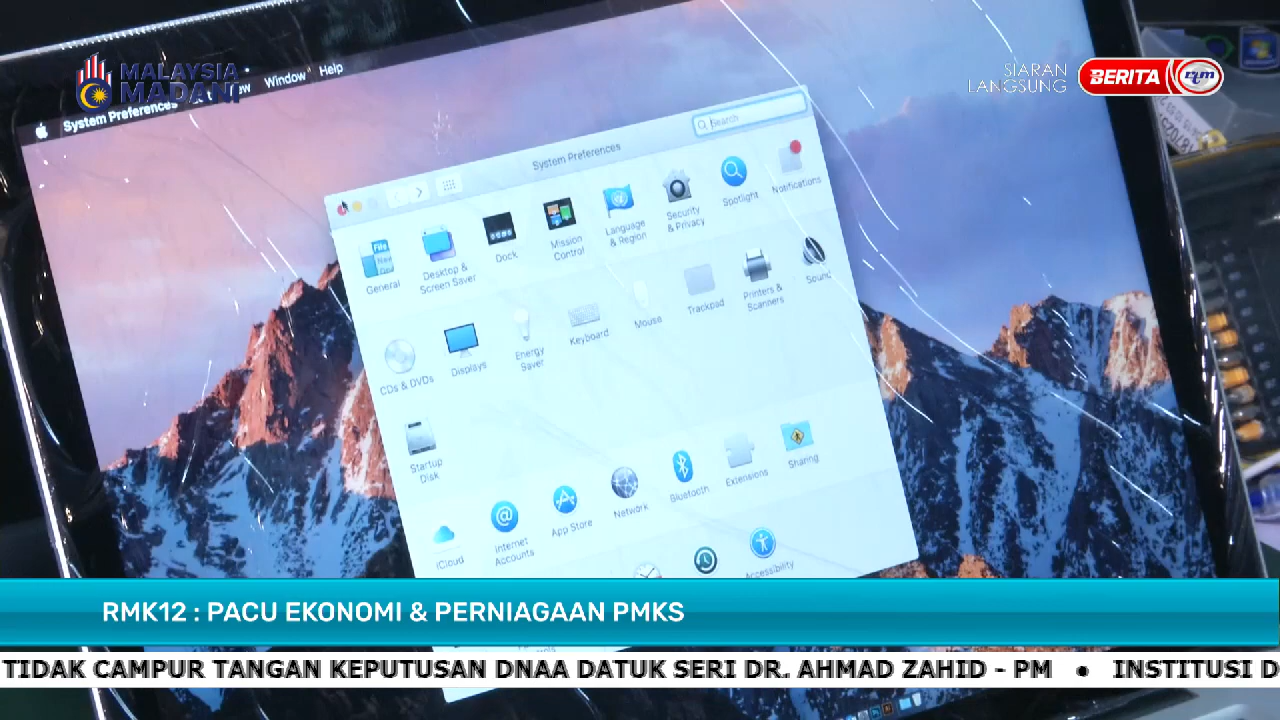 MALAYSIA
MADANI
SIARAN
LANGSUNG
BERITA rtm
System Preferences
Window Help
System Preferences
Search
General
Desktop &
Screen Saver
Dock
Mission
Control
Language
& Region
Security
& Privacy
Spotlight
Notifications
CDs & DVDs
Displays
Energy
Saver
Keyboard
Mouse
Trackpad
Printers &
Scanners
Sound
Startup
Disk
iCloud
Internet
Accounts
App Store
Network
Bluetooth
Extensions
Sharing
Accessibility
RMK12 : PACU EKONOMI & PERNIAGAAN PMKS
TIDAK CAMPUR TANGAN KEPUTUSAN DNAA DATUK SERI DR. AHMAD ZAHID - PM • INSTITUSI D